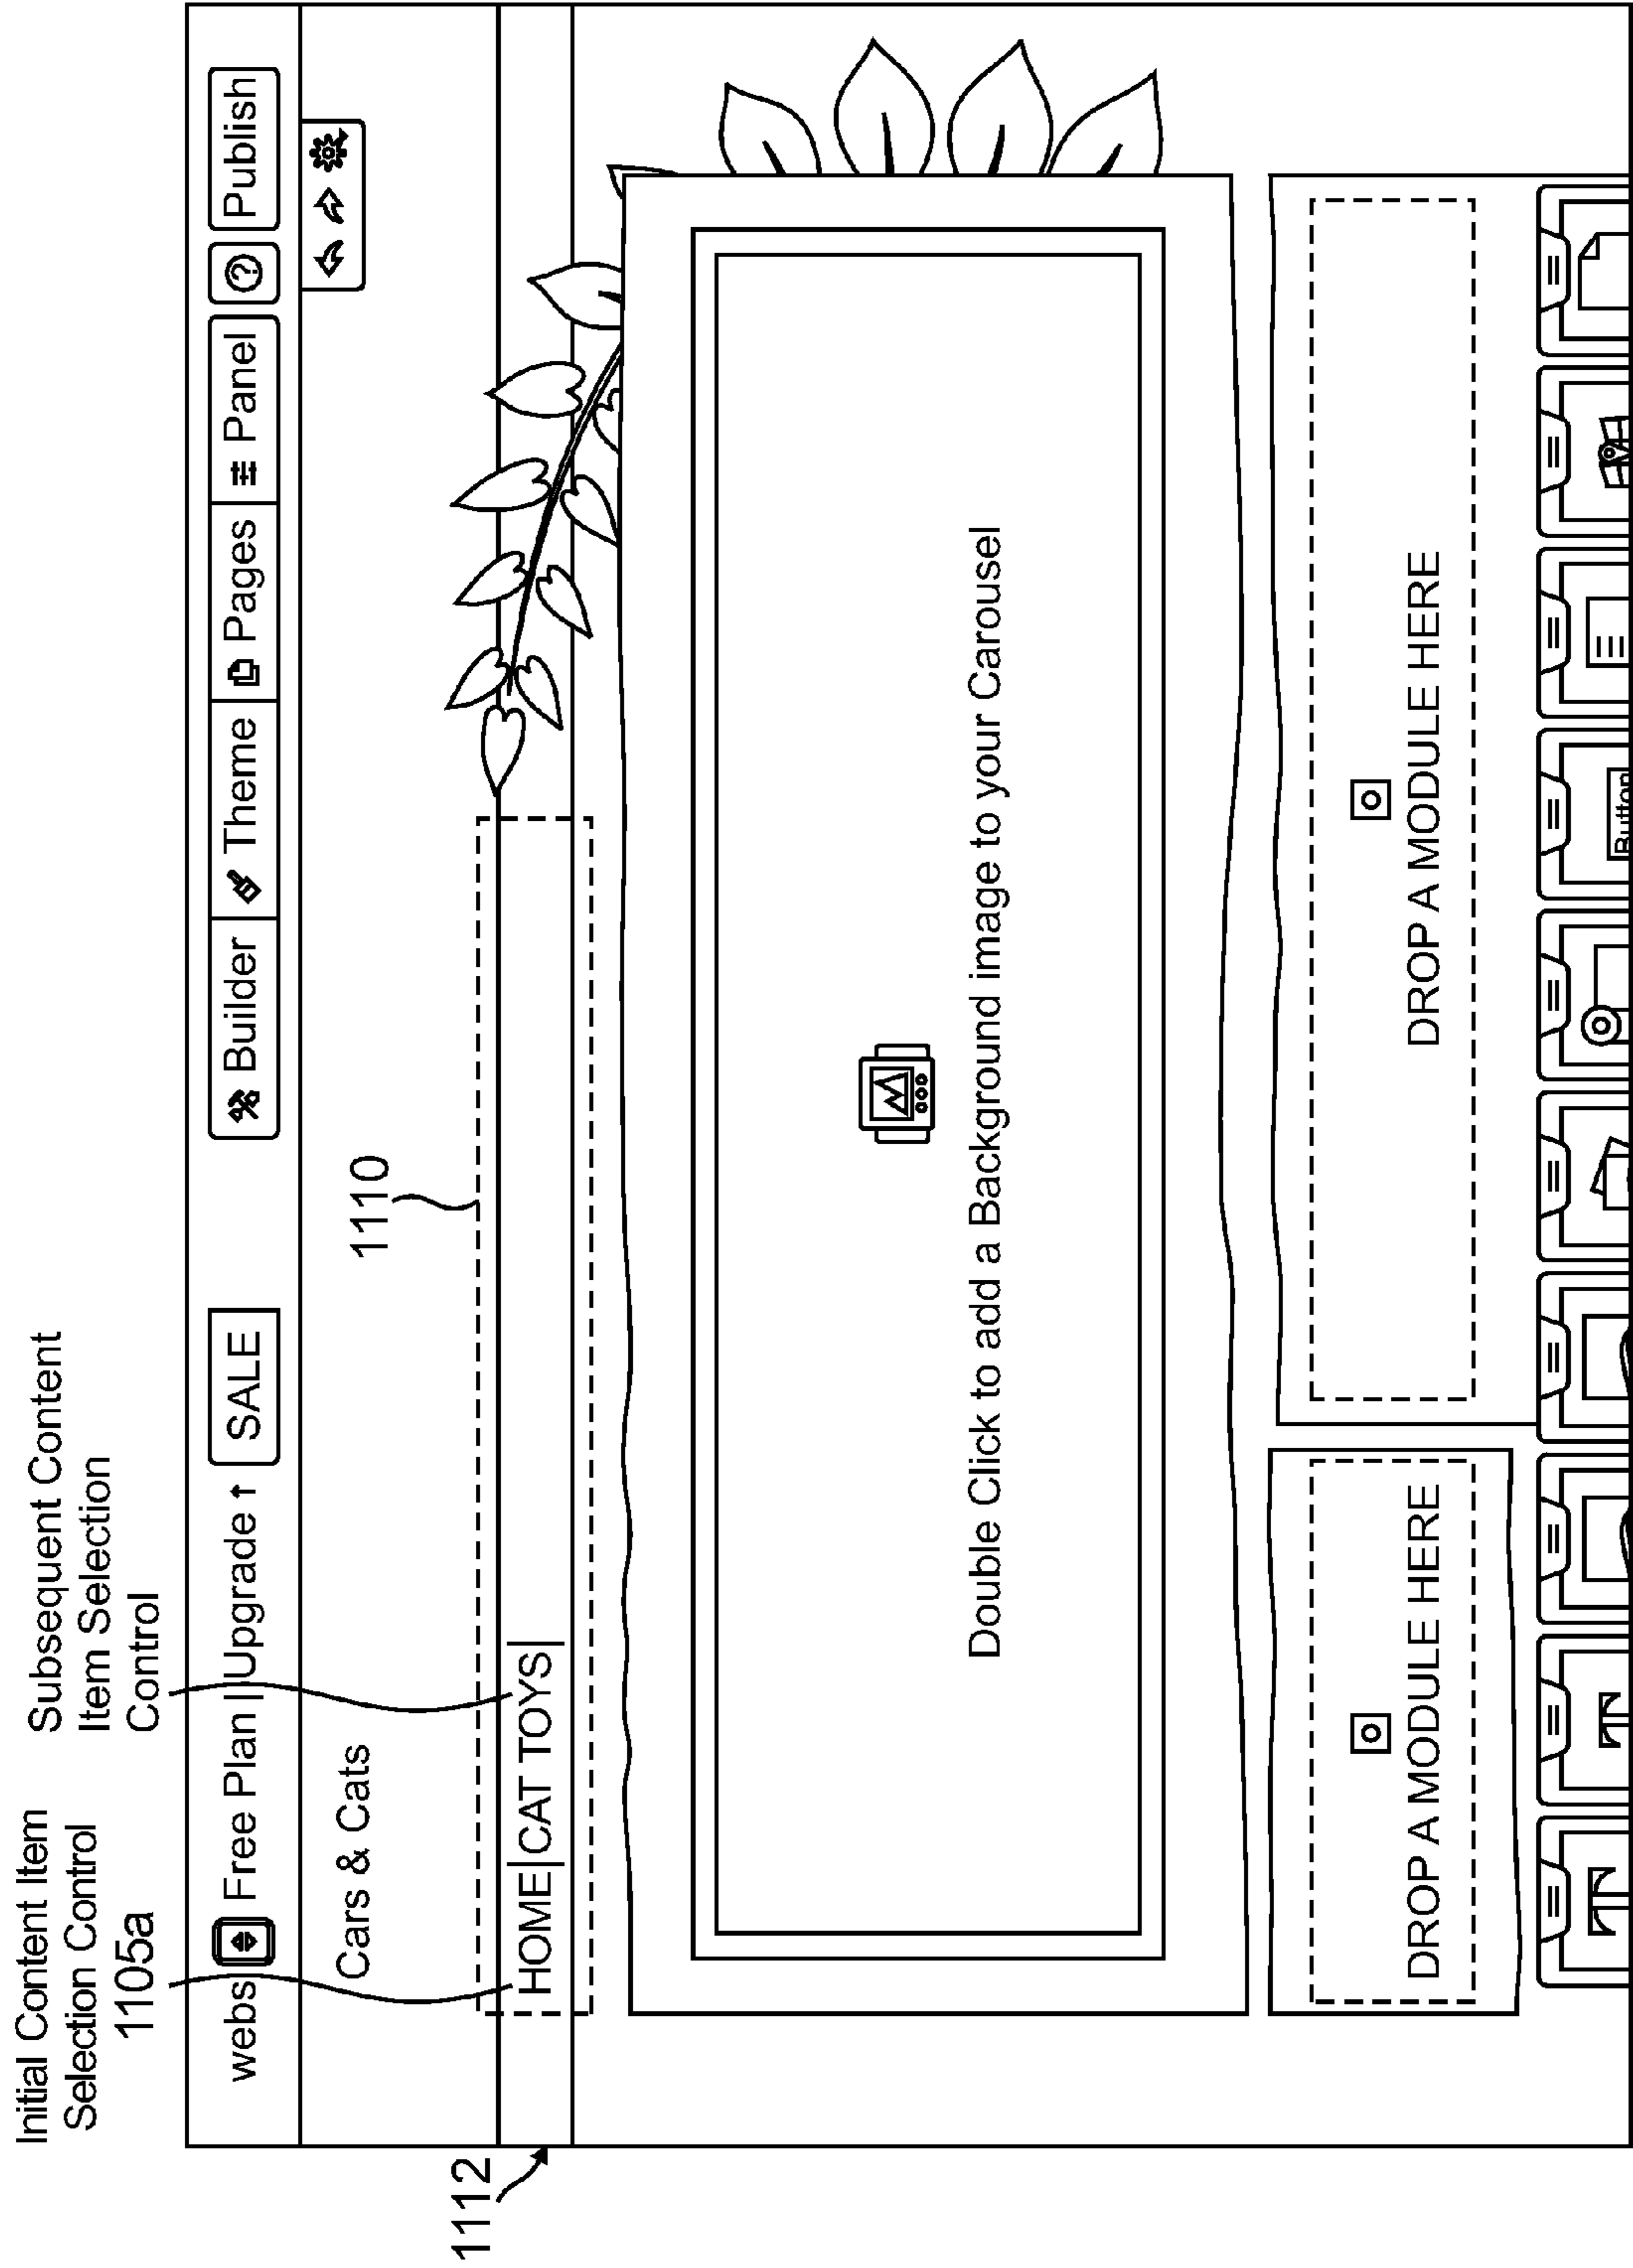 Initial Content Item
Selection Control
1105a
Subsequent Content
Item Selection
Control
webs Free Plan | Upgrade ↑ SALE Builder Theme Pages Panel ? Publish
Cars & Cats
1110
1112
HOME|CAT TOYS|
Double Click to add a Background image to your Carousel
DROP A MODULE HERE
DROP A MODULE HERE
Button